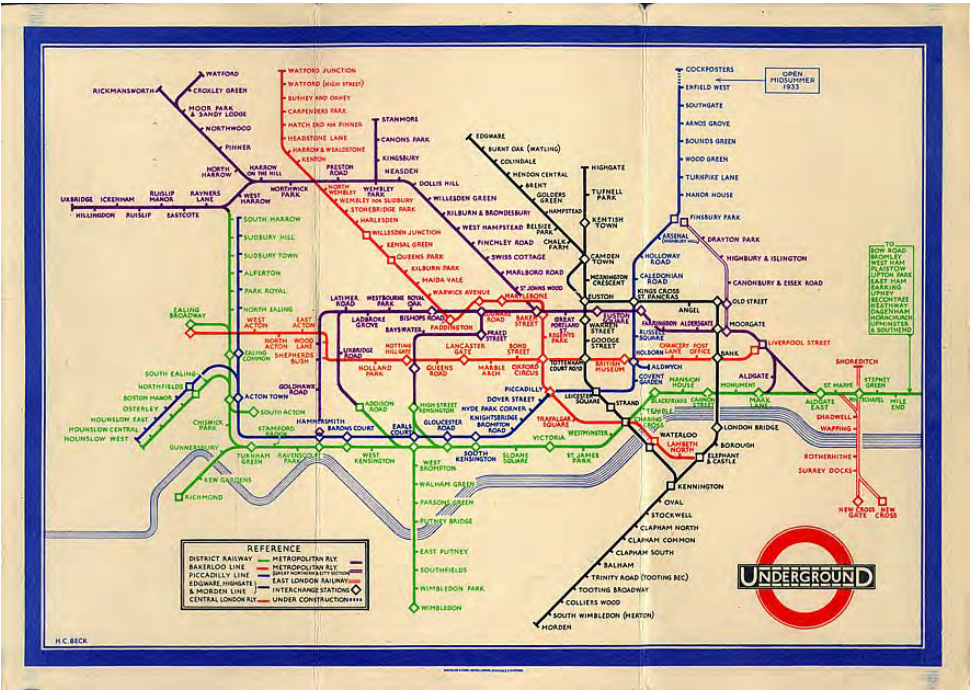 WATFORD
RICKMANSWORTH
CROXLEY GREEN
MOOR PARK
& SANDY LODGE
NORTHWOOD
PINNER
NORTH
HARROW
HARROW
ON THE HILL
WEST
HARROW
RAYNERS
LANE
EASTCOTE
RUISLIP
MANOR
RUISLIP
ICKENHAM
HILLINGDON
UXBRIDGE
NORTHWICK
PARK
PRESTON
ROAD
WEMBLEY
PARK
STANMORE
CANONS PARK
KINGSBURY
NEASDEN
DOLLIS HILL
WILLESDEN GREEN
KILBURN & BRONDESBURY
WEST HAMPSTEAD
FINCHLEY ROAD
SWISS COTTAGE
MARLBORO ROAD
ST JOHNS WOOD
WATFORD JUNCTION
WATFORD (HIGH STREET)
BUSHEY AND OXHEY
CARPENDERS PARK
HATCH END FOR PINNER
HEADSTONE LANE
HARROW & WEALDSTONE
KENTON
NORTH
WEMBLEY
WEMBLEY FOR SUDBURY
STONEBRIDGE PARK
HARLESDEN
WILLESDEN JUNCTION
KENSAL GREEN
QUEENS PARK
KILBURN PARK
MAIDA VALE
WARWICK AVENUE
PADDINGTON
EDGWARE
ROAD
MARYLEBONE
BAKER
STREET
EDGWARE
BURNT OAK (WATLING)
COLINDALE
HENDON CENTRAL
BRENT
GOLDERS
GREEN
HAMPSTEAD
BELSIZE
PARK
CHALK
FARM
HIGHGATE
TUFNELL
PARK
KENTISH
TOWN
CAMDEN
TOWN
MORNINGTON
CRESCENT
EUSTON
COCKFOSTERS
OPEN
MIDSUMMER
1933
ENFIELD WEST
SOUTHGATE
ARNOS GROVE
BOUNDS GREEN
WOOD GREEN
TURNPIKE LANE
MANOR HOUSE
FINSBURY PARK
DRAYTON PARK
ARSENAL
(HIGHBURY HILL)
HIGHBURY & ISLINGTON
HOLLOWAY
ROAD
CALEDONIAN
ROAD
CANONBURY & ESSEX ROAD
KINGS CROSS
ST. PANCRAS
ANGEL
OLD STREET
MOORGATE
LIVERPOOL STREET
TO
BOW ROAD
BROMLEY
WEST HAM
PLAISTOW
UPTON PARK
EAST HAM
BARKING
UPNEY
BECONTREE
HEATHWAY
DAGENHAM
HORNCHURCH
UPMINSTER
& SOUTHEND
SOUTH HARROW
SUDBURY HILL
SUDBURY TOWN
ALPERTON
PARK ROYAL
NORTH EALING
EALING
BROADWAY
WEST
ACTON
NORTH
ACTON
EAST
ACTON
WOOD
LANE
SHEPHERDS
BUSH
EALING
COMMON
SOUTH EALING
NORTHFIELDS
BOSTON MANOR
OSTERLEY
HOUNSLOW EAST
HOUNSLOW CENTRAL
HOUNSLOW WEST
ACTON TOWN
SOUTH ACTON
CHISWICK
PARK
GUNNERSBURY
KEW GARDENS
RICHMOND
TURNHAM
GREEN
STAMFORD
BROOK
RAVENSCOURT
PARK
HAMMERSMITH
GOLDHAWK
ROAD
BARONS COURT
WEST
KENSINGTON
LATIMER
ROAD
LADBROKE
GROVE
WESTBOURNE
PARK
ROYAL
OAK
BISHOPS ROAD
UXBRIDGE
ROAD
ADDISON
ROAD
HOLLAND
PARK
NOTTING
HILL GATE
BAYSWATER
QUEENS
ROAD
LANCASTER
GATE
PRAED
STREET
MARBLE
ARCH
BOND
STREET
OXFORD
CIRCUS
GREAT
PORTLAND
ST
REGENTS
PARK
EUSTON
SQUARE
WARREN
STREET
GOODGE
STREET
TOTTENHAM
COURT ROAD
FARRINGDON
ALDERSGATE
RUSSELL
SQUARE
BRITISH
MUSEUM
HOLBORN
CHANCERY
LANE
POST
OFFICE
BANK
ALDWYCH
COVENT
GARDEN
LEICESTER
SQUARE
PICCADILLY
DOVER STREET
HYDE PARK CORNER
KNIGHTSBRIDGE
BROMPTON
ROAD
HIGH STREET
KENSINGTON
EARLS
COURT
GLOUCESTER
ROAD
SOUTH
KENSINGTON
SLOANE
SQUARE
VICTORIA
ST JAMES
PARK
WESTMINSTER
TRAFALGAR
SQUARE
STRAND
CHARING
CROSS
TEMPLE
BLACKFRIARS
MANSION
HOUSE
CANNON
STREET
MONUMENT
MARK
LANE
ALDGATE
ALDGATE
EAST
ST MARYS
WHITECHAPEL
STEPNEY
GREEN
MILE
END
SHOREDITCH
SHADWELL
WAPPING
ROTHERHITHE
SURREY DOCKS
NEW CROSS
GATE
NEW
CROSS
WATERLOO
LAMBETH
NORTH
LONDON BRIDGE
BOROUGH
ELEPHANT
& CASTLE
KENNINGTON
OVAL
STOCKWELL
CLAPHAM NORTH
CLAPHAM COMMON
CLAPHAM SOUTH
BALHAM
TRINITY ROAD (TOOTING BEC)
TOOTING BROADWAY
COLLIERS WOOD
SOUTH WIMBLEDON (MERTON)
MORDEN
WEST
BROMPTON
WALHAM GREEN
PARSONS GREEN
PUTNEY BRIDGE
EAST PUTNEY
SOUTHFIELDS
WIMBLEDON PARK
WIMBLEDON
REFERENCE
DISTRICT RAILWAY
BAKERLOO LINE
PICCADILLY LINE
EDGWARE, HIGHGATE
& MORDEN LINE
CENTRAL LONDON RLY.
METROPOLITAN RLY.
METROPOLITAN RLY.
(GREAT NORTHERN & CITY SECTION)
EAST LONDON RAILWAY
INTERCHANGE STATIONS
UNDER CONSTRUCTION
UNDERGROUND
H.C. BECK